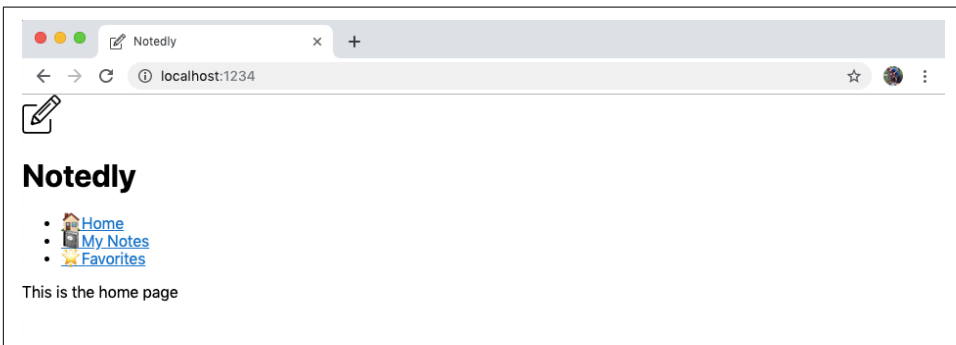 Notedly
localhost:1234
Notedly
🏠Home
📓My Notes
🌟Favorites
This is the home page